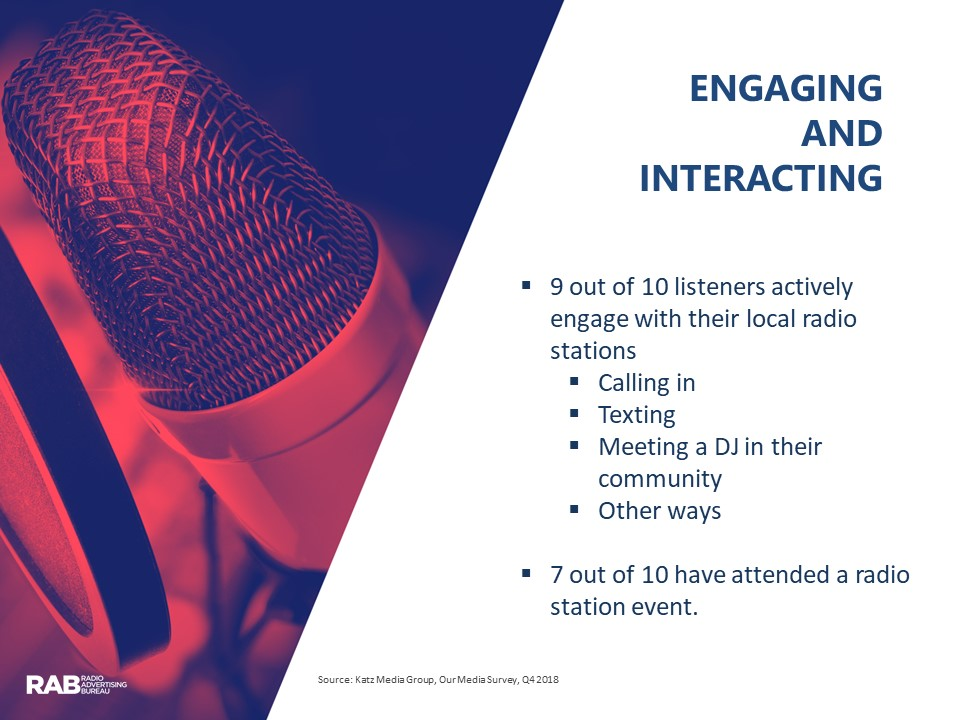 ENGAGING
AND
INTERACTING
▪ 9 out of 10 listeners actively
engage with their local radio
stations
▪ Calling in
▪ Texting
▪ Meeting a DJ in their
community
▪ Other ways
▪ 7 out of 10 have attended a radio
station event.
Source: Katz Media Group, Our Media Survey, Q4 2018
RAB RADIO
ADVERTISING
BUREAU